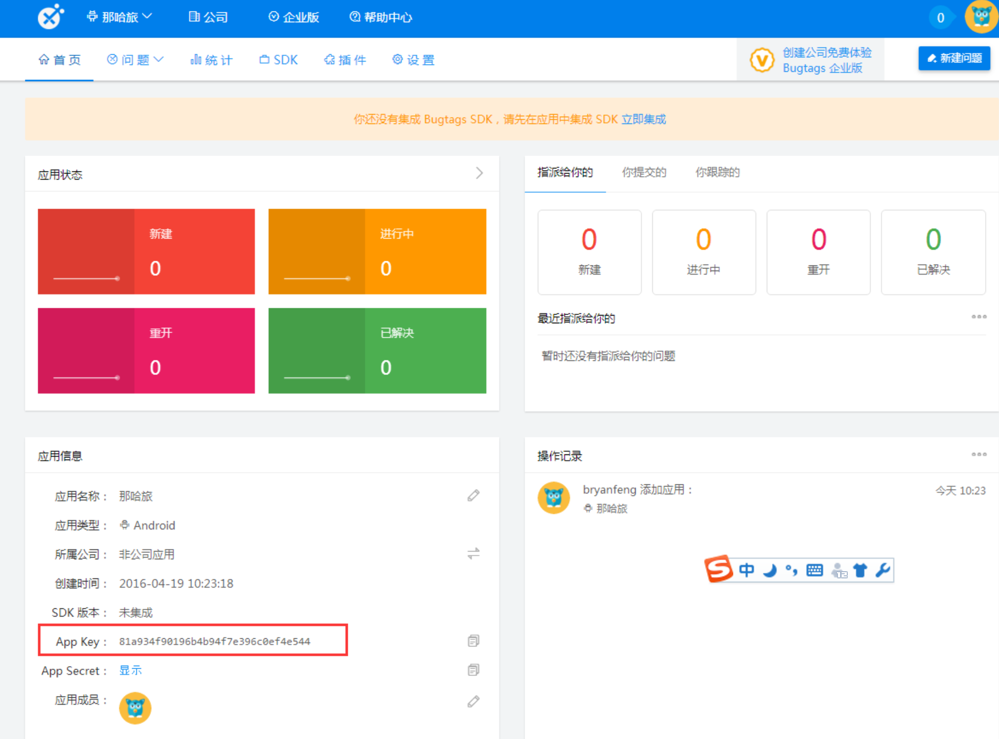 那哈旅 公司 企业版 帮助中心 0
首页 问题 统计 SDK 插件 设置
创建公司免费体验
Bugtags 企业版
新建问题
你还没有集成 Bugtags SDK，请先在应用中集成 SDK 立即集成
应用状态
新建
0
进行中
0
重开
0
已解决
0
指派给你的 你提交的 你跟踪的
0 0 0 0
新建 进行中 重开 已解决
最近指派给你的
暂时还没有指派给你的问题
应用信息
应用名称： 那哈旅
应用类型： Android
所属公司： 非公司应用
创建时间： 2016-04-19 10:23:18
SDK 版本： 未集成
App Key： 81a934f90196b4b94f7e396c0ef4e544
App Secret： 显示
应用成员：
操作记录
bryanfeng 添加应用： 今天 10:23
那哈旅
S 中 °,